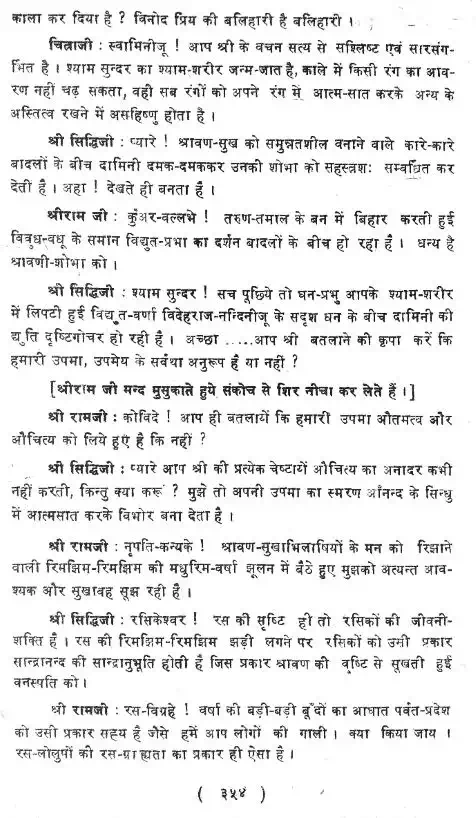 काला कर दिया है ? विनोद प्रिय की बलिहारी है बलिहारी ।
चित्राजी : स्वामिनीजू ! आप श्री के वचन सत्य से सश्लिष्ट एवं सारसंग-
र्भित है । श्याम सुन्दर का श्याम-शरीर जन्म-जात है, काले में किसी रंग का आव-
रण नहीं चढ़ सकता, वही सब रंगों को अपने रंग में आत्म-सात करके अन्य के
अस्तित्व रखने में असहिष्णु होता है ।
श्री सिद्धिजी : प्यारे ! श्रावण-सुख को समुन्नतशील वनाने वाले कारे-कारे
बादलों के बीच दामिनी दमक-दमककर उनकी शोभा को सहस्त्रशः सम्वर्धित कर
देती है । अहा ! देखते ही बनता है ।
श्रीराम जी : कुँअर-वल्लभे ! तरुण-तमाल के बन में बिहार करती हुई
विवुध-वधू के समान विद्युत-प्रभा का दर्शन बादलों के बीच हो रहा है । धन्य है
श्रावणी-शोभा को ।
श्री सिद्धिजी : श्याम सुन्दर ! सच पूछिये तो घन-प्रभु आपके श्याम-शरीर
में लिपटी हुई विद्युत-वर्णा विदेहराज-नन्दिनीजू के सदृश धन के बीच दामिनी की
द्युति दृष्टिगोचर हो रही है । अच्छा .....आप श्री बतलाने की कृपा करें कि
हमारी उपमा, उपमेय के सर्वथा अनुरूप है या नहीं ?
[श्रीराम जी मन्द मुसुकाते हुये संकोच से शिर नीचा कर लेते हैं ।]
श्री रामजी : कोविदे ! आप ही बतलायें कि हमारी उपमा औतमत्व और
औचित्य को लिये हुए है कि नहीं ?
श्री सिद्धिजी : प्यारे आप श्री की प्रत्येक चेष्टायें औचित्य का अनादर कभी
नहीं करती, किन्तु क्या करूं ? मुझे तो अपनी उपमा का स्मरण आँनन्द के सिन्धु
में आत्मसात करके विभोर बना देता है ।
श्री रामजी : नृपति-कन्यके ! श्रावण-सुखाभिलाषियों के मन को रिझाने
वाली रिमझिम-रिमझिम की मधुरिम-वर्षा झूलन में बैठे हुए मुझको अत्यन्त आव-
श्यक और सुखावह सूझ रही है ।
श्री सिद्धिजी : रसिकेश्वर ! रस की सृष्टि ही तो रसिकों की जीवनी-
शक्ति है । रस की रिमझिम-रिमझिम झड़ी लगने पर रसिकों को उसी प्रकार
सान्द्रानन्द की सान्द्रानुभूति होती है जिस प्रकार श्रावण की वृष्टि से सूखती हुई
वनस्पति को ।
श्री रामजी : रस-विग्रहे ! वर्षा की बड़ी-बड़ी बूँदों का आघात पर्वत-प्रदेश
को उसी प्रकार सह्य है जैसे हमें आप लोगों की गाली । क्या किया जाय ।
रस-लोलुपों की रस-ग्राह्यता का प्रकार ही ऐसा है ।
( ३५४ )